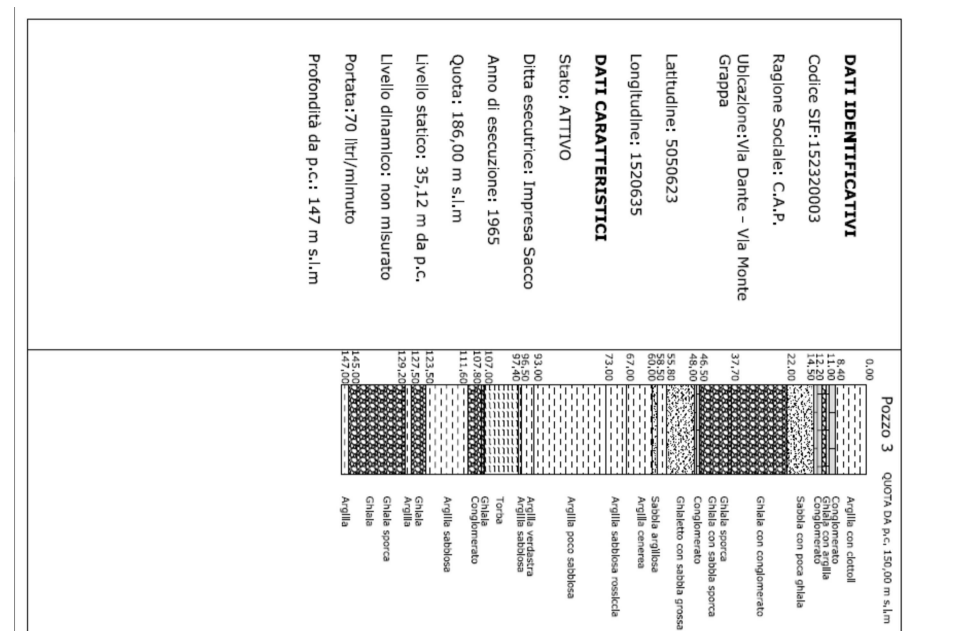 DATI IDENTIFICATIVI
Codice SIF:152320003
Ragione Sociale: C.A.P.
Ubicazione:Via Dante – Via Monte
Grappa
Latitudine: 5050623
Longitudine: 1520635
DATI CARATTERISTICI
Stato: ATTIVO
Ditta esecutrice: Impresa Sacco
Anno di esecuzione: 1965
Quota: 186,00 m s.l.m
Livello statico: 35,12 m da p.c.
Livello dinamico: non misurato
Portata:70 litri/mimuto
Profondità da p.c.: 147 m s.l.m
Pozzo 3 QUOTA DA p.c. 150,00 m s.l.m
0.00
8.40
11.00
12.20
14.50
22.00
37,70
46.50
48,00
55.80
58.50
60,00
67,00
73.00
93.00
96.50
97,40
107.00
107.80
111,60
123,50
127,50
129,20
145,00
147,00
Argilla con ciottoli
Conglomerato
Ghiaia con argilla
Conglomerato
Sabbia con poca ghiaia
Ghiaia con conglomerato
Ghiaia sporca
Ghiaia con sabbia sporca
Conglomerato
Ghiaietto con sabbia grossa
Sabbia argillosa
Argilla cenerea
Argilla sabbiosa rossiccia
Argilla poco sabbiosa
Argilla verdastra
Argilla sabbiosa
Torba
Ghiaia
Conglomerato
Argilla sabbiosa
Ghiaia
Argilla
Ghiaia sporca
Ghiaia
Argilla